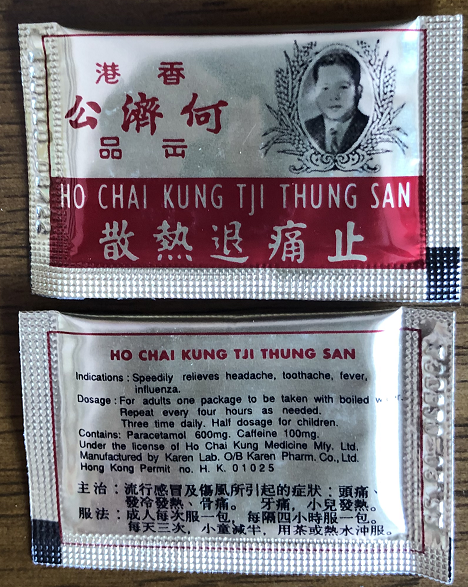 香港
何濟公
出品
HO CHAI KUNG TJI THUNG SAN
止痛退熱散
HO CHAI KUNG TJI THUNG SAN
Indications : Speedily relieves headache, toothache, fever,
influenza.
Dosage : For adults one package to be taken with boiled water.
Repeat every four hours as needed.
Three time daily. Half dosage for children.
Contains: Paracetamol 600mg. Caffeine 100mg.
Under the license of Ho Chai Kung Medicine Mfy. Ltd.
Manufactured by Karen Lab. O/B Karen Pharm. Co., Ltd.
Hong Kong Permit no. H. K. 01025
主治：流行感冒及傷風所引起的症狀：頭痛、
發冷發熱、骨痛。牙痛，小兒發熱。
服法：成人每次服一包，每隔四小時服一包。
每天三次，小童減半，用茶或熱水沖服。